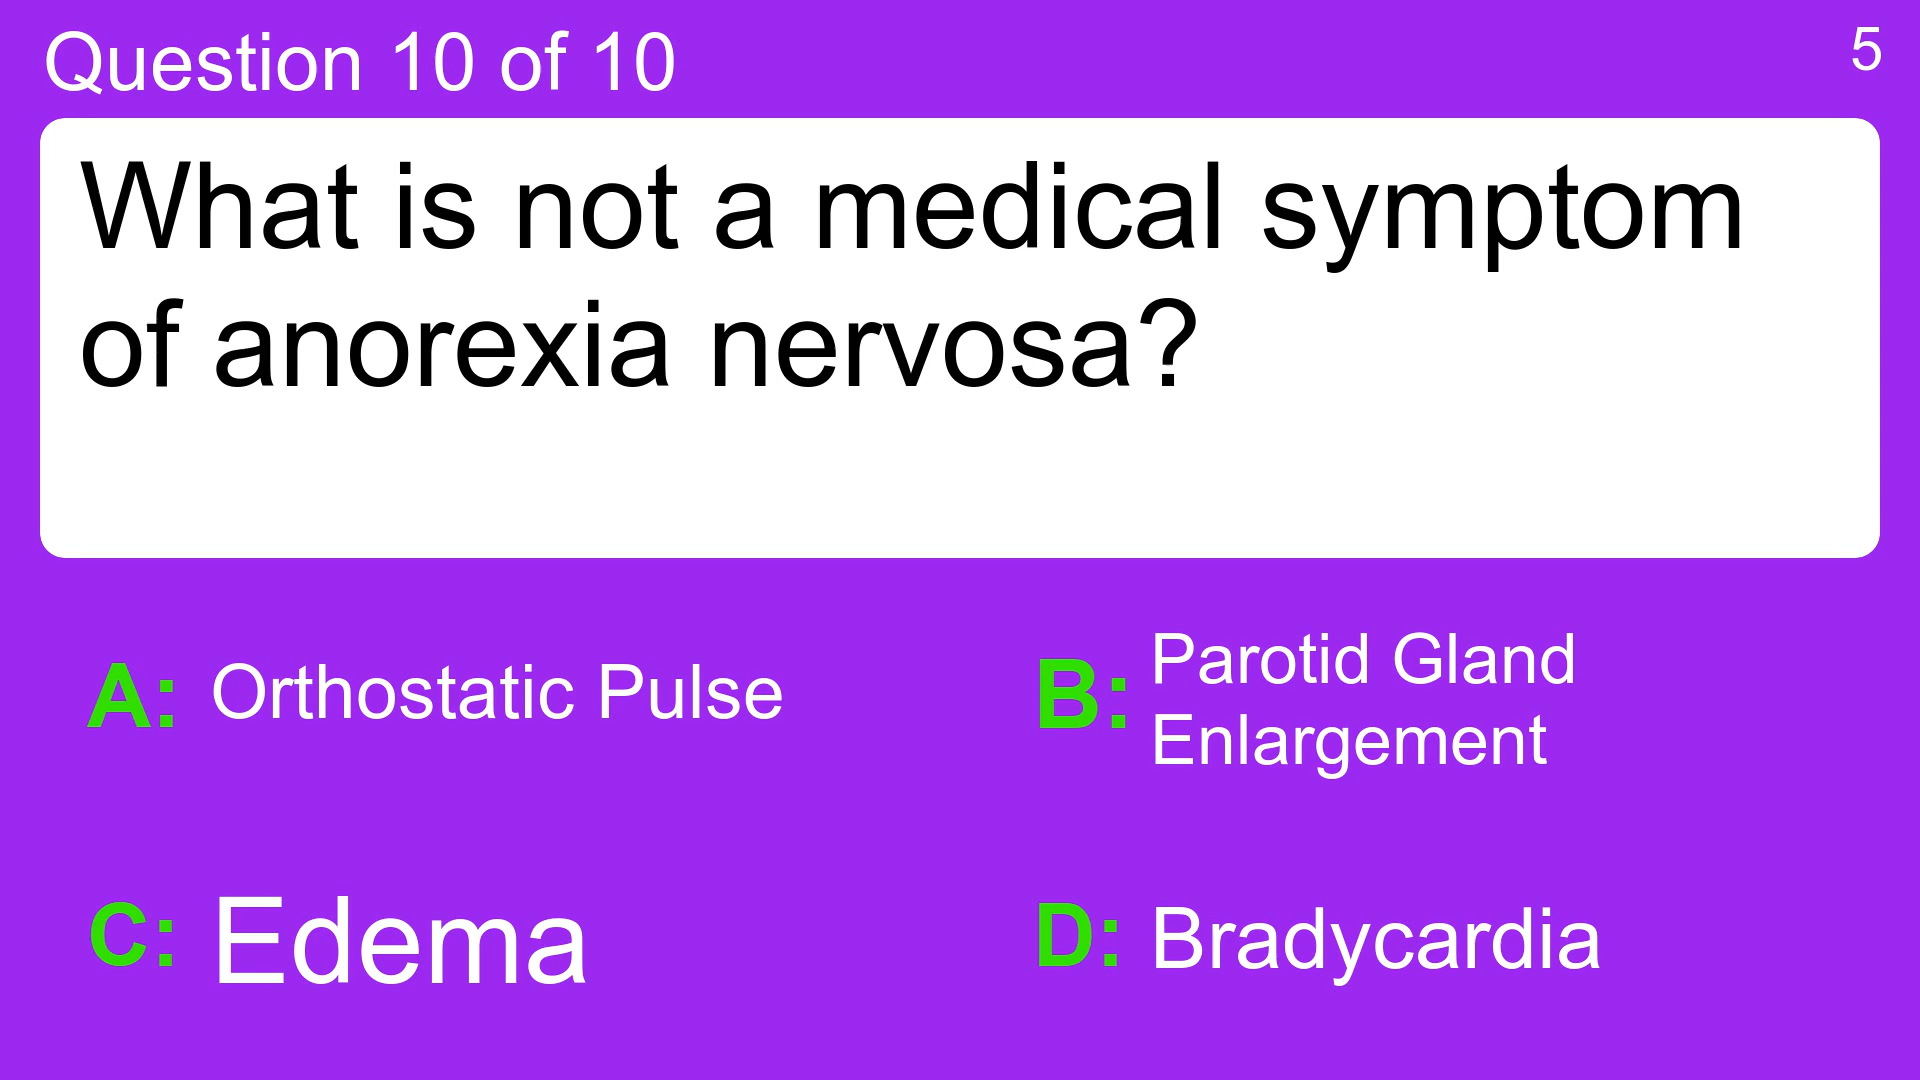 Question 10 of 10
5
What is not a medical symptom
of anorexia nervosa?
A: Orthostatic Pulse
B: Parotid Gland
Enlargement
C: Edema
D: Bradycardia